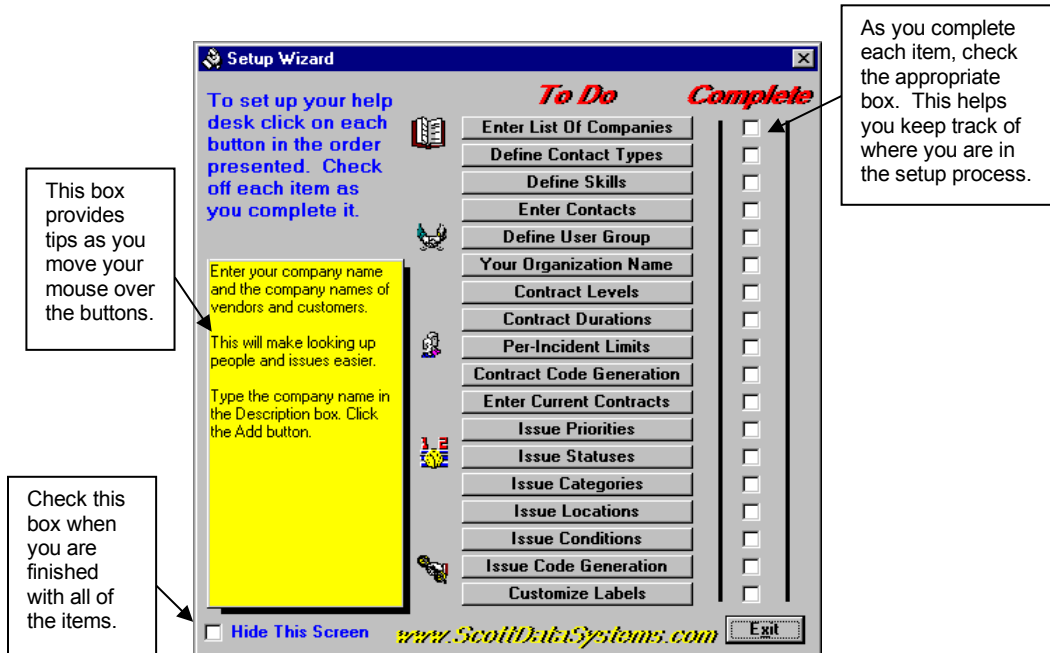 As you complete
each item, check
the appropriate
box. This helps
you keep track of
where you are in
the setup process.
Setup Wizard
To Do
Complete
To set up your help
desk click on each
button in the order
presented. Check
off each item as
you complete it.
Enter List Of Companies
Define Contact Types
Define Skills
Enter Contacts
Define User Group
Your Organization Name
Contract Levels
Contract Durations
Per-Incident Limits
Contract Code Generation
Enter Current Contracts
Issue Priorities
Issue Statuses
Issue Categories
Issue Locations
Issue Conditions
Issue Code Generation
Customize Labels
This box
provides
tips as you
move your
mouse over
the buttons.
Enter your company name
and the company names of
vendors and customers.
This will make looking up
people and issues easier.
Type the company name in
the Description box. Click
the Add button.
Check this
box when
you are
finished
with all of
the items.
Hide This Screen
www.ScottDataSystems.com
Exit